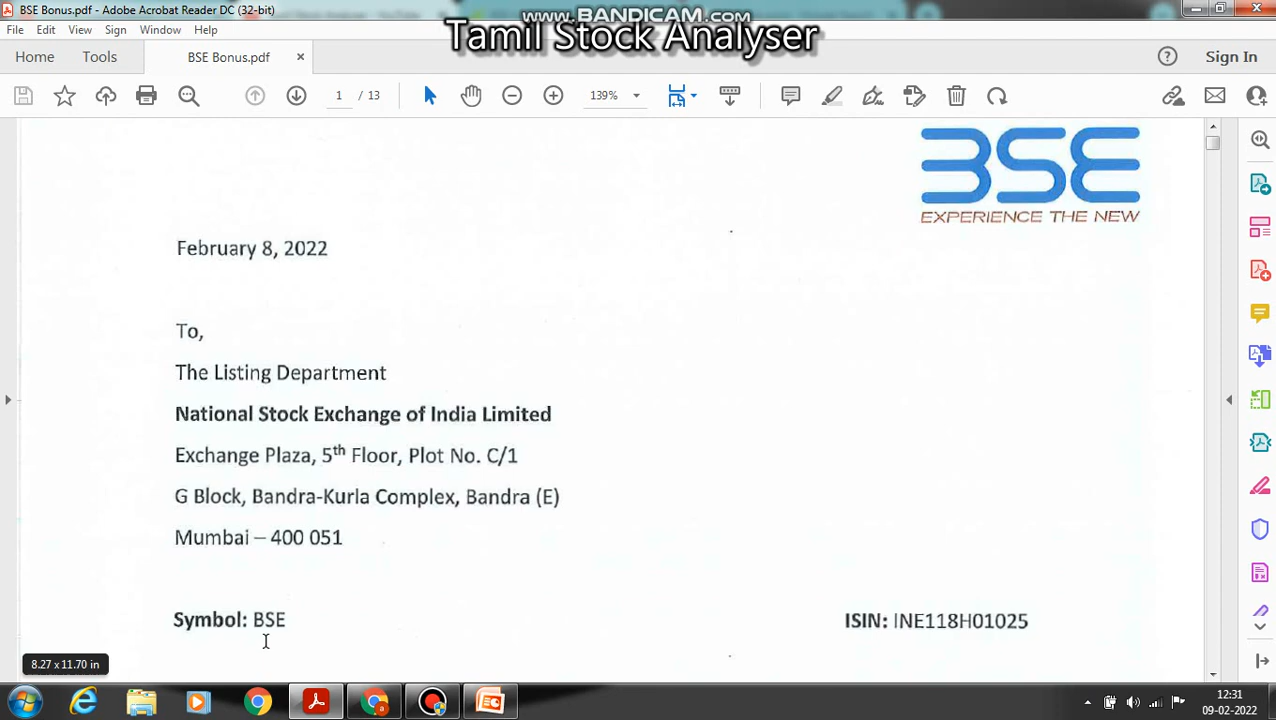 BSE Bonus.pdf - Adobe Acrobat Reader DC (32-bit)
www.BANDICAM.com
Tamil Stock Analyser
File Edit View Sign Window Help
Home Tools BSE Bonus.pdf × Sign In
1 / 13 139%
BSE
EXPERIENCE THE NEW
February 8, 2022
To,
The Listing Department
National Stock Exchange of India Limited
Exchange Plaza, 5th Floor, Plot No. C/1
G Block, Bandra-Kurla Complex, Bandra (E)
Mumbai – 400 051
Symbol: BSE ISIN: INE118H01025
8.27 x 11.70 in
12:31
09-02-2022